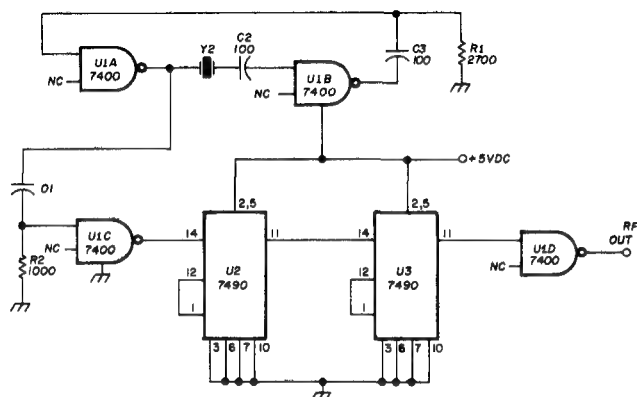 U1A
7400
NC
Y2
C2
100
U1B
7400
NC
C3
100
R1
2700
+5VDC
01
R2
1000
U1C
7400
NC
14
2,5
U2
7490
12
1
3 6 7 10
11
14
2,5
U3
7490
12
1
3 6 7 10
11
U1D
7400
NC
RF
OUT